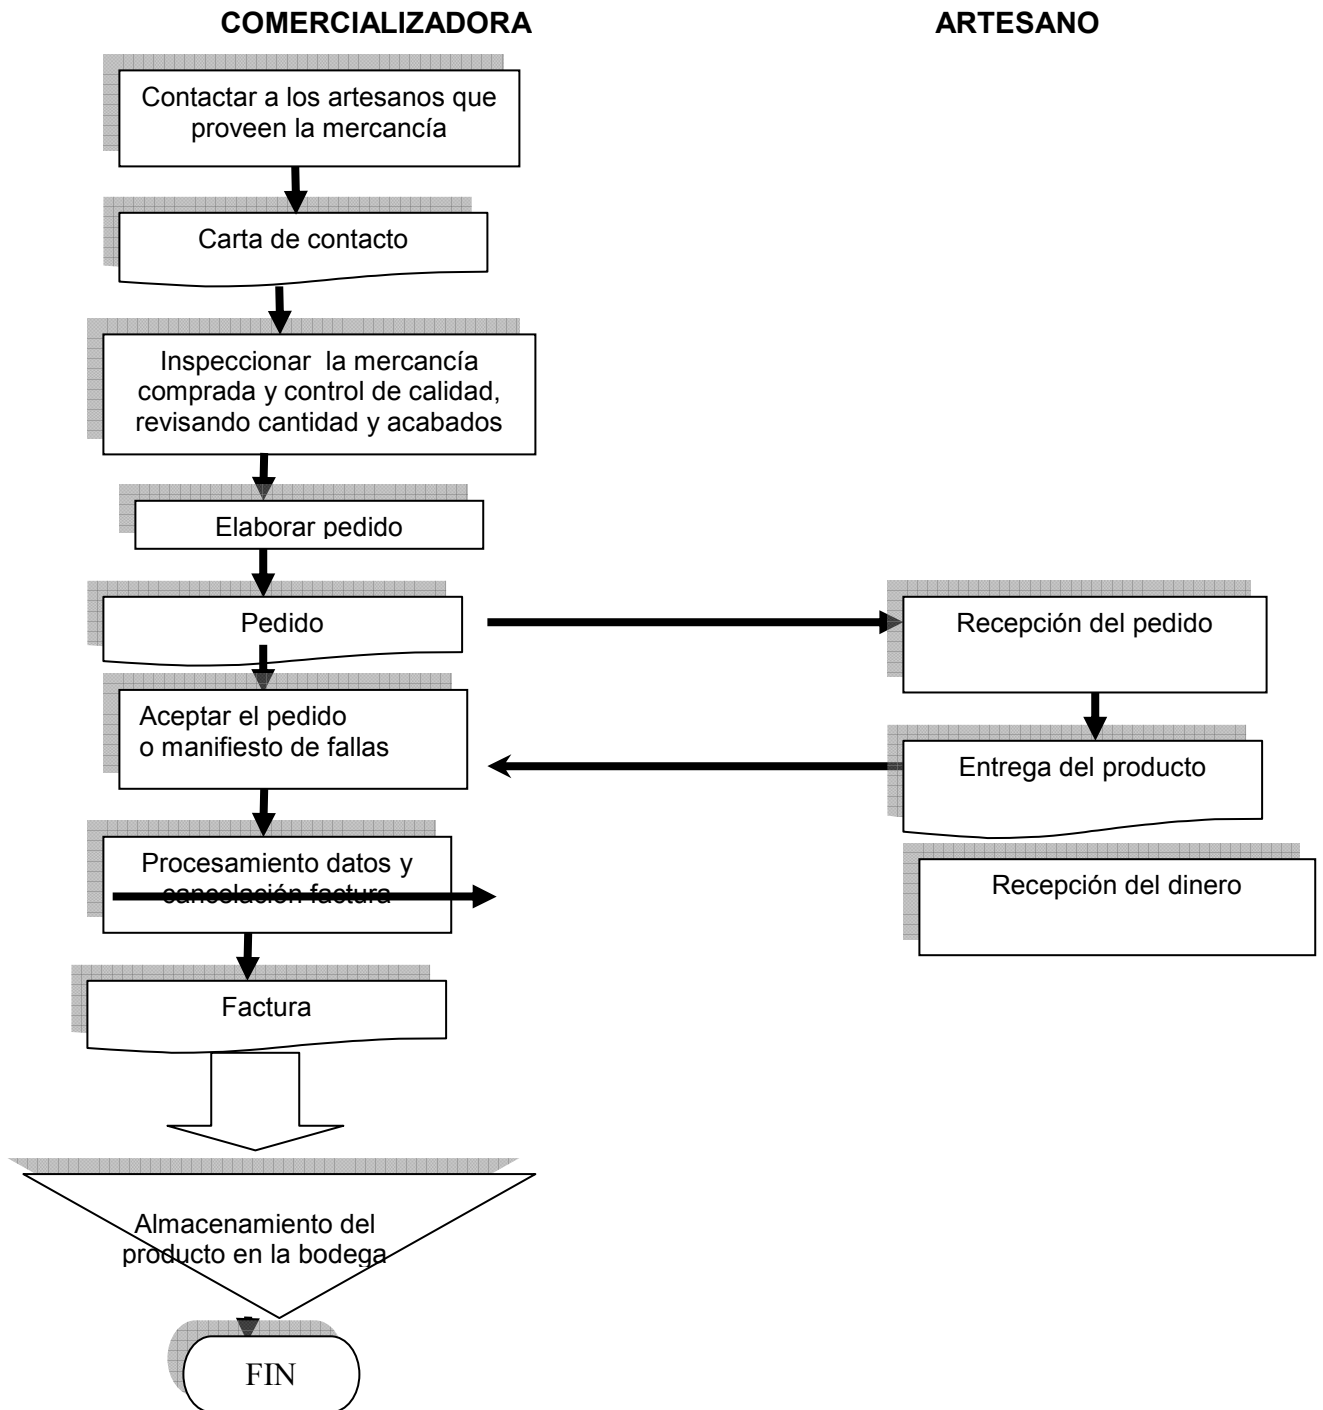 COMERCIALIZADORA
ARTESANO
Contactar a los artesanos que
proveen la mercancía
Carta de contacto
Inspeccionar la mercancía
comprada y control de calidad,
revisando cantidad y acabados
Elaborar pedido
Pedido
Recepción del pedido
Aceptar el pedido
o manifiesto de fallas
Entrega del producto
Procesamiento datos y
cancelación factura
Recepción del dinero
Factura
Almacenamiento del
producto en la bodega
FIN